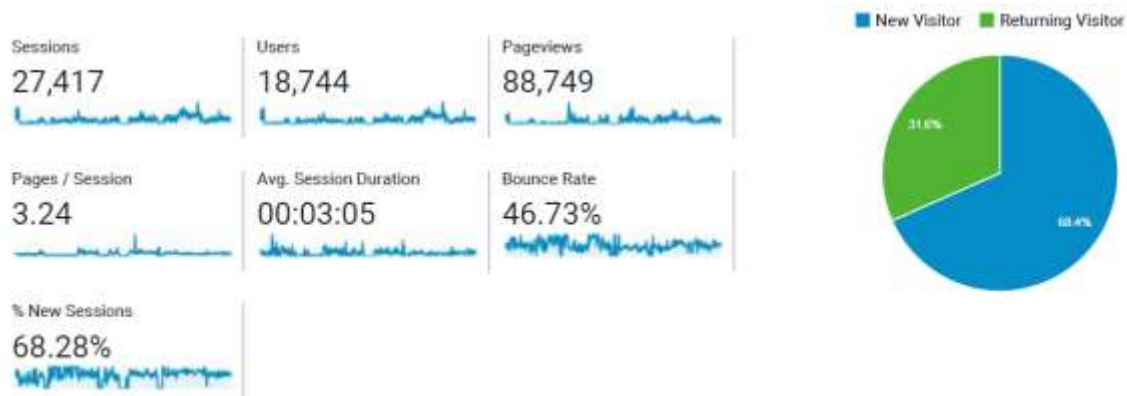 New Visitor
Returning Visitor
Sessions
27,417
Users
18,744
Pageviews
88,749
31.6%
68.4%
Pages / Session
3.24
Avg. Session Duration
00:03:05
Bounce Rate
46.73%
% New Sessions
68.28%